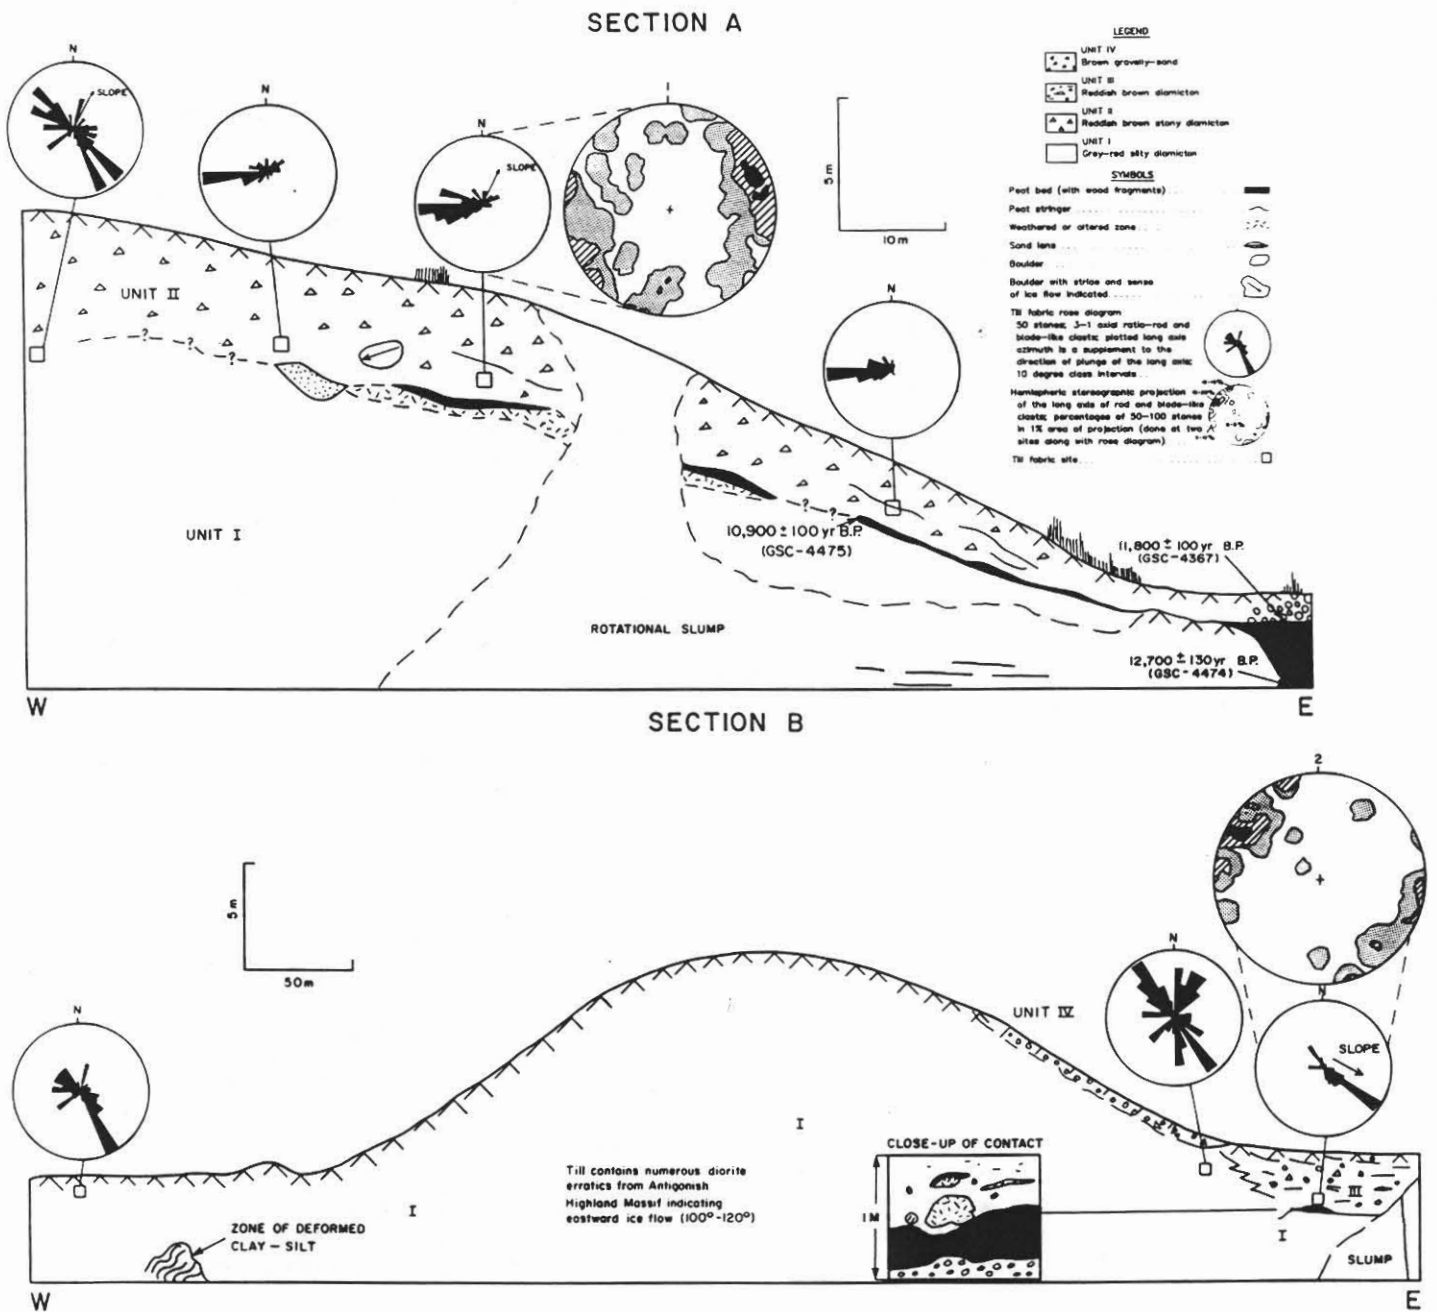 SECTION A
LEGEND
UNIT IV
Brown gravelly-sand
UNIT III
Reddish brown diamicton
UNIT II
Reddish brown stony diamicton
UNIT I
Grey-red silty diamicton
SYMBOLS
Peat bed (with wood fragments)
Peat stringer
Weathered or altered zone
Sand lens
Boulder
Boulder with striae and sense
of ice flow indicated
Till fabric rose diagram
50 stones; 3-1 axial ratio-rod and
blade-like clasts; plotted long axis
azimuth is a supplement to the
direction of plunge of the long axis;
10 degree class intervals
Hemispheric stereographic projection
of the long axis of rod and blade-like
clasts; percentages of 50-100 stones
in 1% area of projection (done at two
sites along with rose diagram)
Till fabric site
N
SLOPE
N
N
SLOPE
1
5m
10m
N
UNIT II
?
?
?
UNIT I
?
?
10,900 ± 100 yr B.P.
(GSC-4475)
11,800 ± 100 yr B.P.
(GSC-4367)
ROTATIONAL SLUMP
12,700 ± 130 yr B.P.
(GSC-4474)
W
E
SECTION B
2
5m
50m
N
N
UNIT IV
N
SLOPE
I
CLOSE-UP OF CONTACT
1M
Till contains numerous diorite
erratics from Antigonish
Highland Massif indicating
eastward ice flow (100°-120°)
III
I
I
ZONE OF DEFORMED
CLAY - SILT
SLUMP
W
E